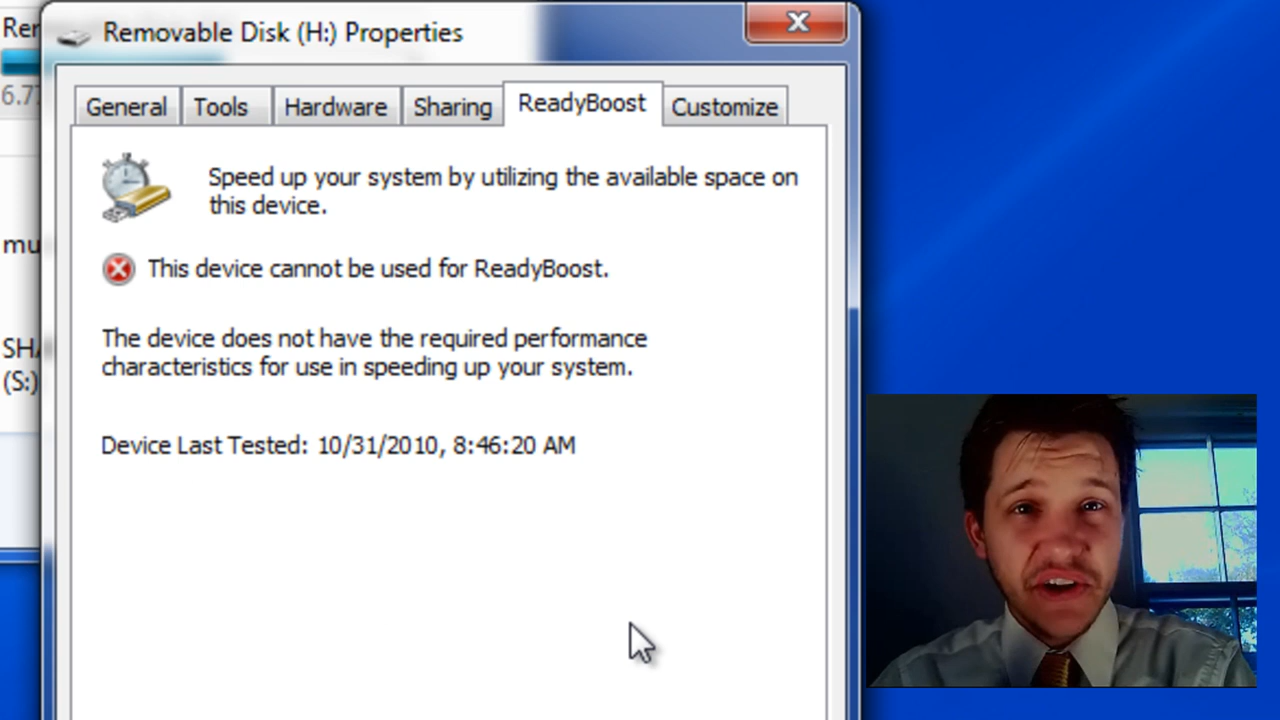 Removable Disk (H:) Properties
General Tools Hardware Sharing ReadyBoost Customize
Speed up your system by utilizing the available space on
this device.
This device cannot be used for ReadyBoost.
The device does not have the required performance
characteristics for use in speeding up your system.
Device Last Tested: 10/31/2010, 8:46:20 AM
(S:)